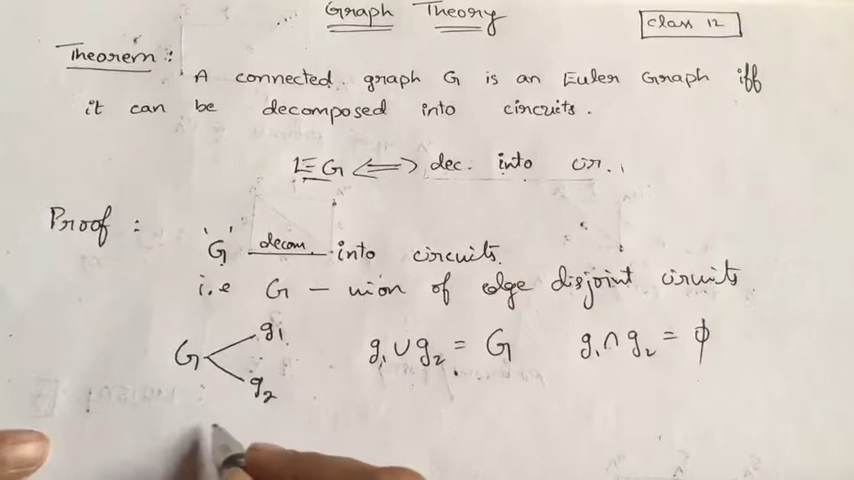 Graph Theory
class 12
Theorem :
A connected graph G is an Euler Graph iff
it can be decomposed into circuits.
EG <=> dec. into cir.
Proof :
'G' decom into circuits.
i.e G - union of edge disjoint circuits
G g1 g1 ∪ g2 = G g1 ∩ g2 = ϕ
g2